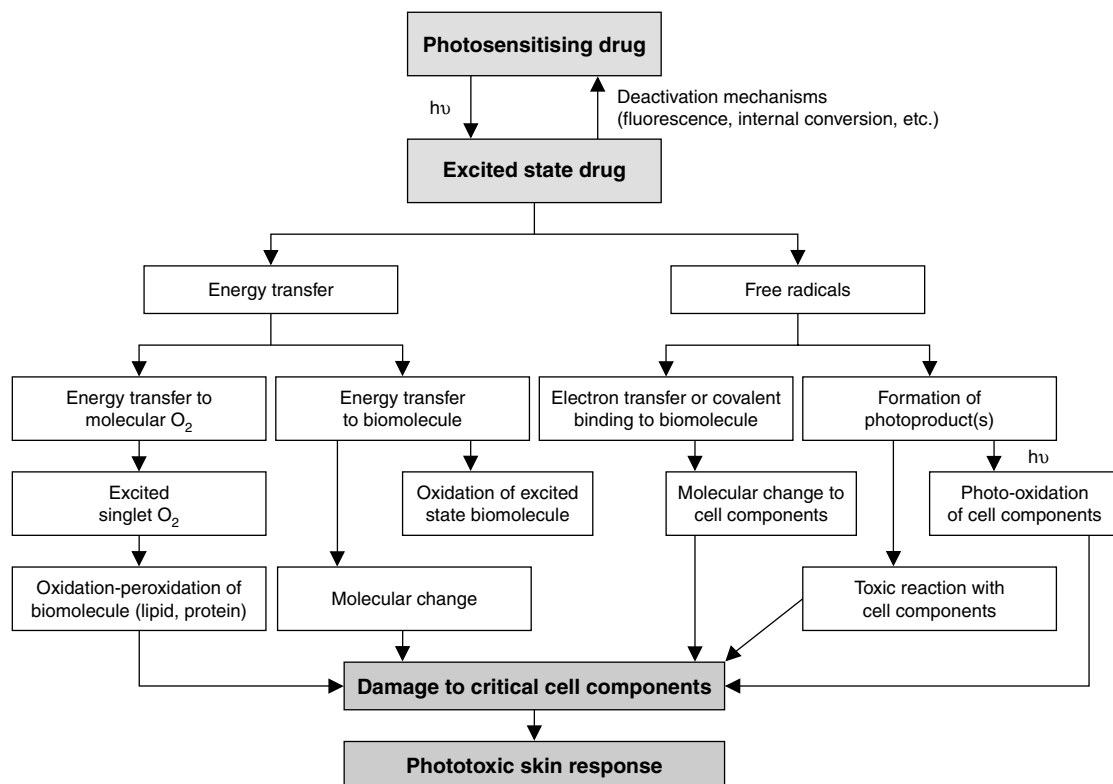 Photosensitising drug
hυ
Deactivation mechanisms
(fluorescence, internal conversion, etc.)
Excited state drug
Energy transfer
Free radicals
Energy transfer to
molecular O₂
Energy transfer
to biomolecule
Electron transfer or covalent
binding to biomolecule
Formation of
photoproduct(s)
hυ
Excited
singlet O₂
Oxidation of excited
state biomolecule
Molecular change to
cell components
Photo-oxidation
of cell components
Oxidation-peroxidation of
biomolecule (lipid, protein)
Molecular change
Toxic reaction with
cell components
Damage to critical cell components
Phototoxic skin response